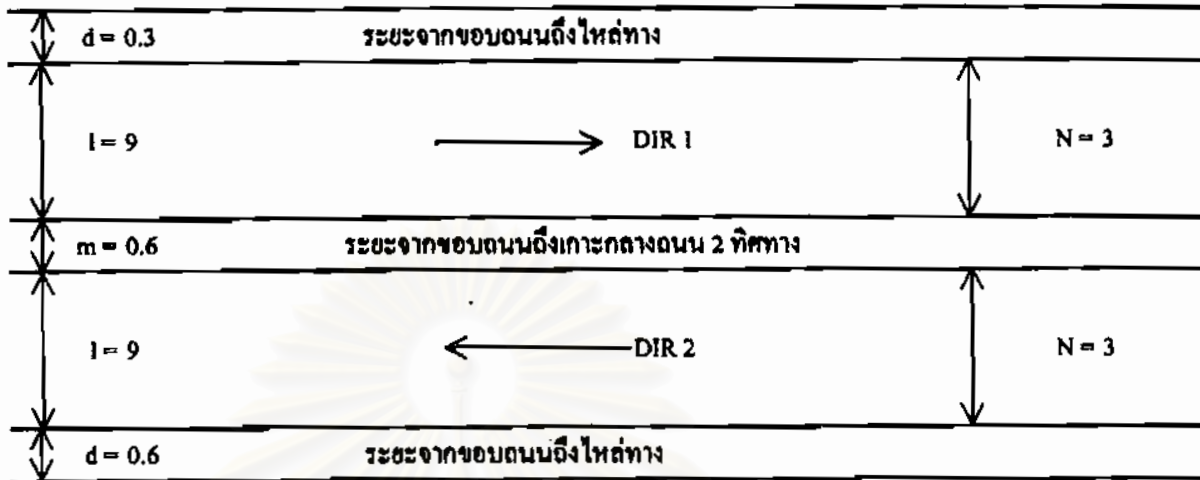 d = 0.3 ระยะจากขอบถนนถึงไหล่ทาง
l = 9 DIR 1 N = 3
m = 0.6 ระยะจากขอบถนนถึงเกาะกลางถนน 2 ทิศทาง
l = 9 DIR 2 N = 3
d = 0.6 ระยะจากขอบถนนถึงไหล่ทาง